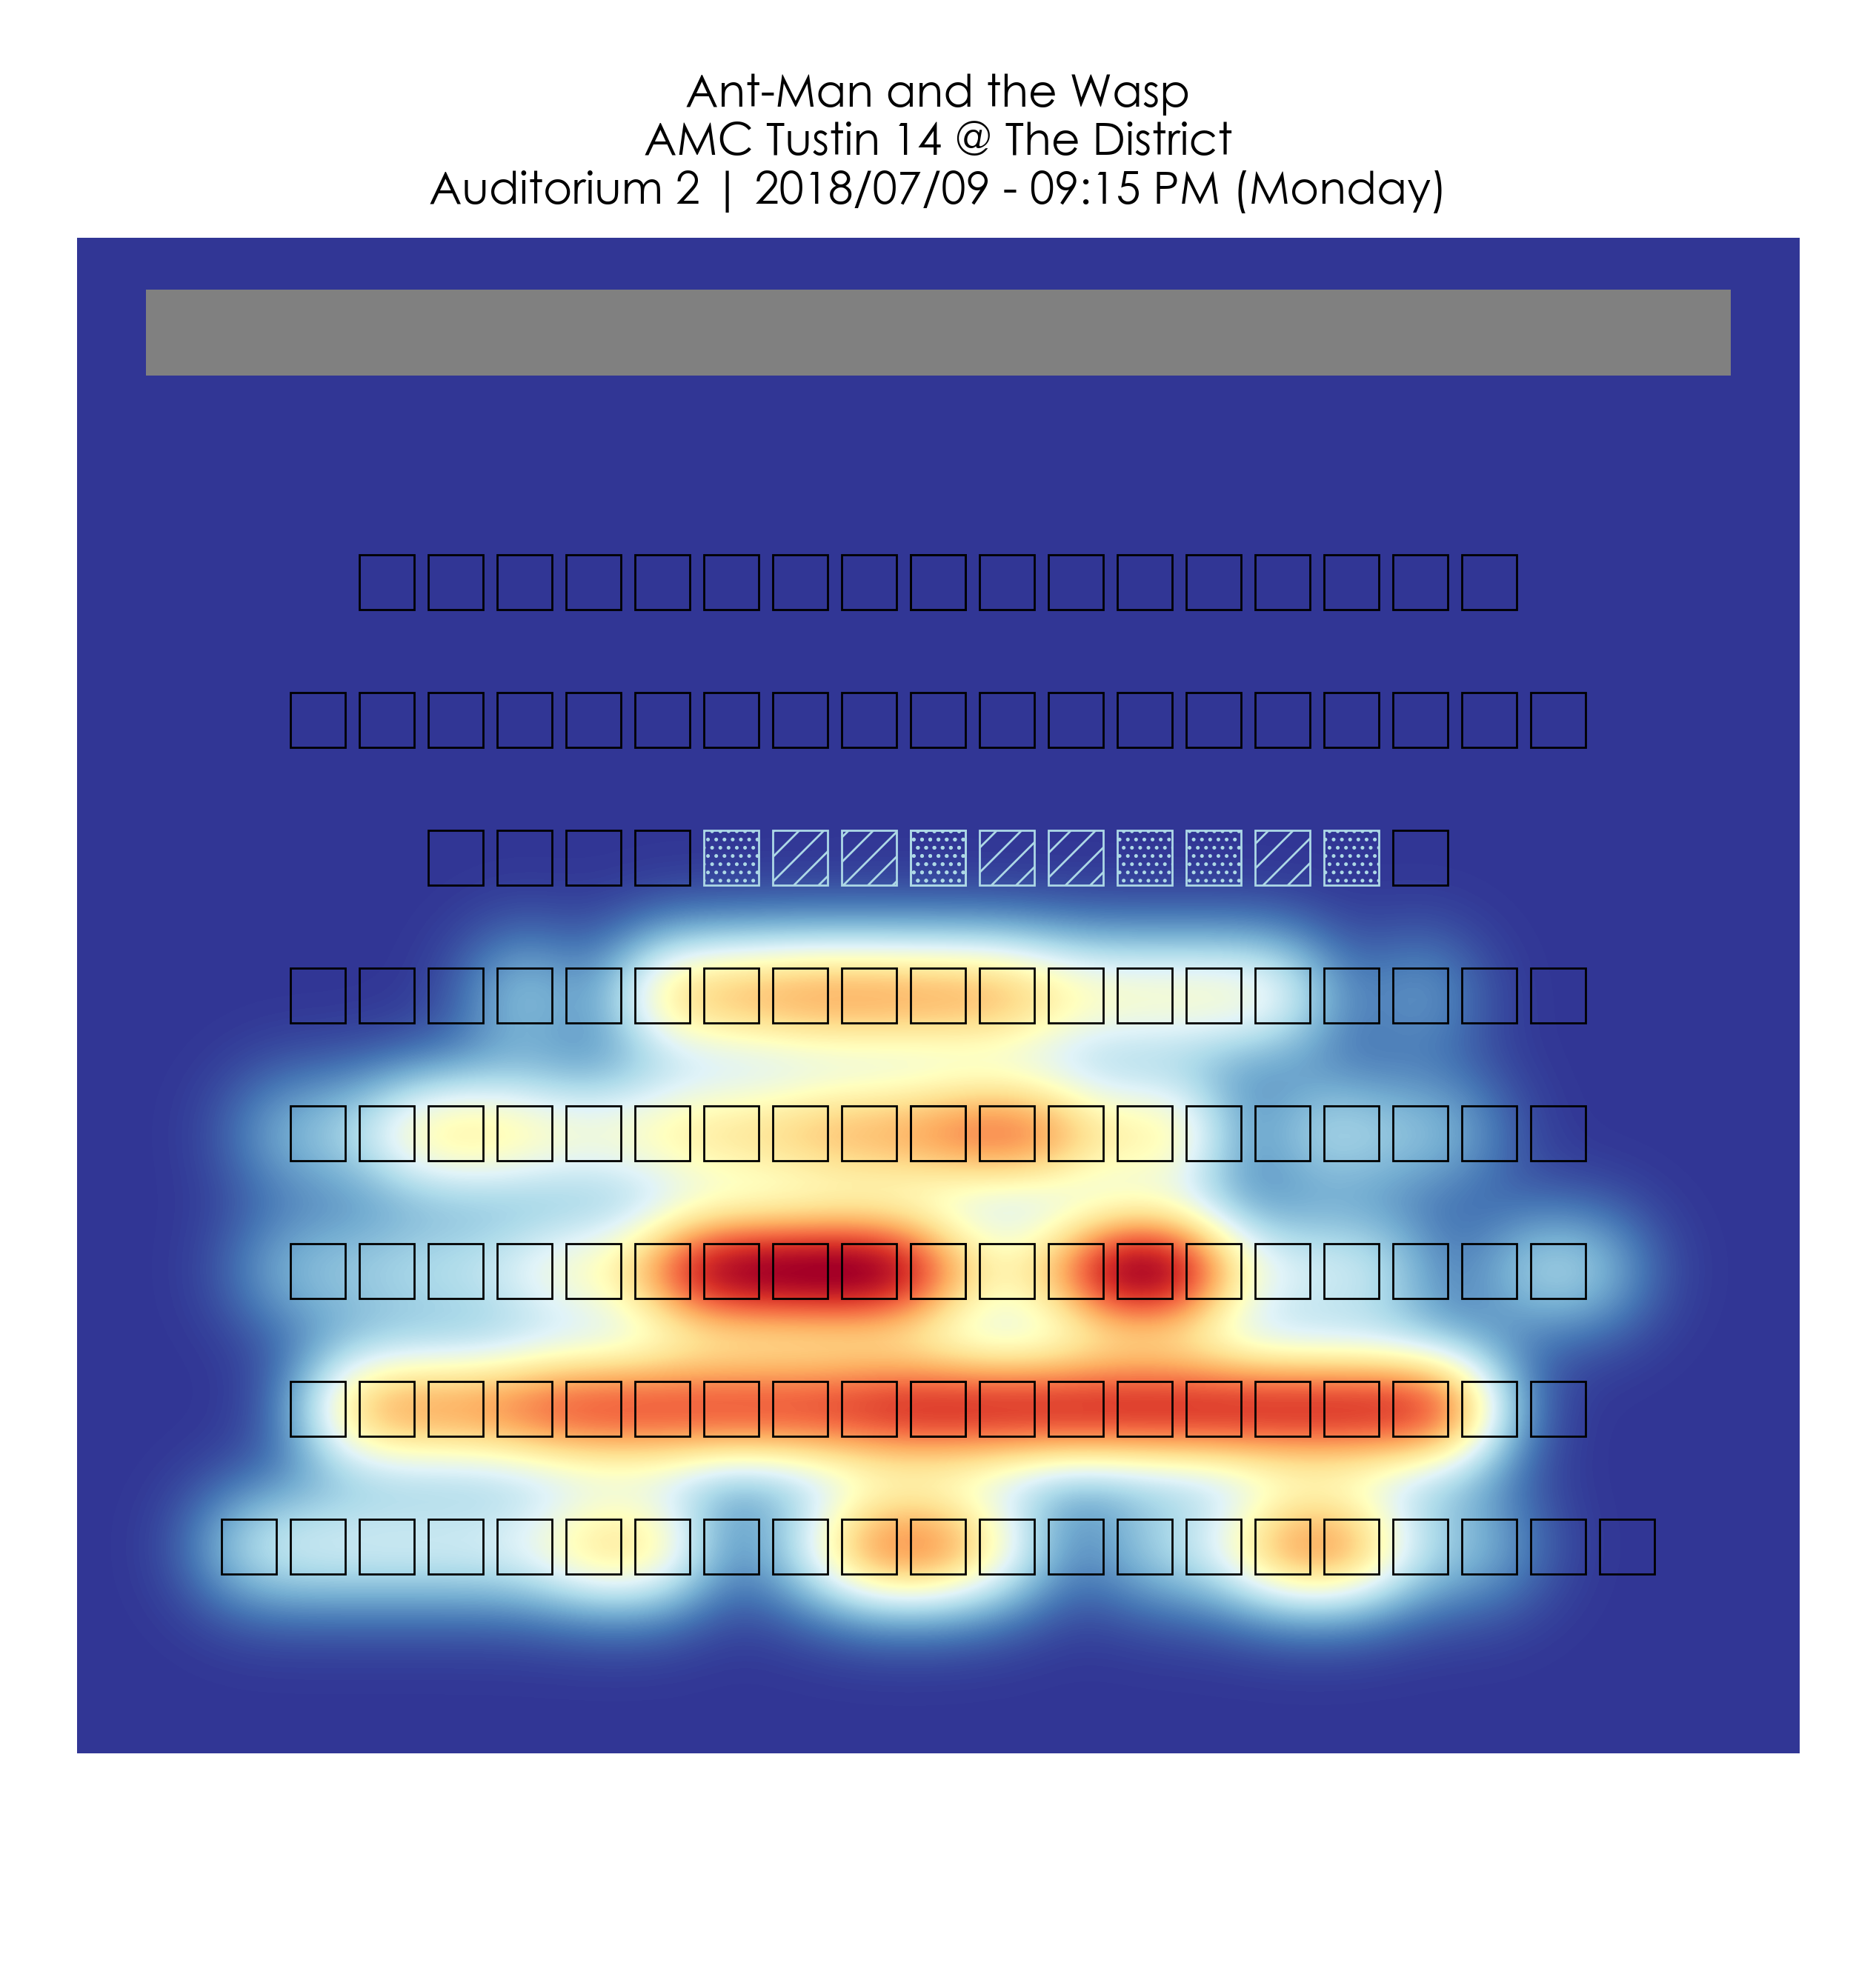 Ant-Man and the Wasp
AMC Tustin 14 @ The District
Auditorium 2 | 2018/07/09 - 09:15 PM (Monday)